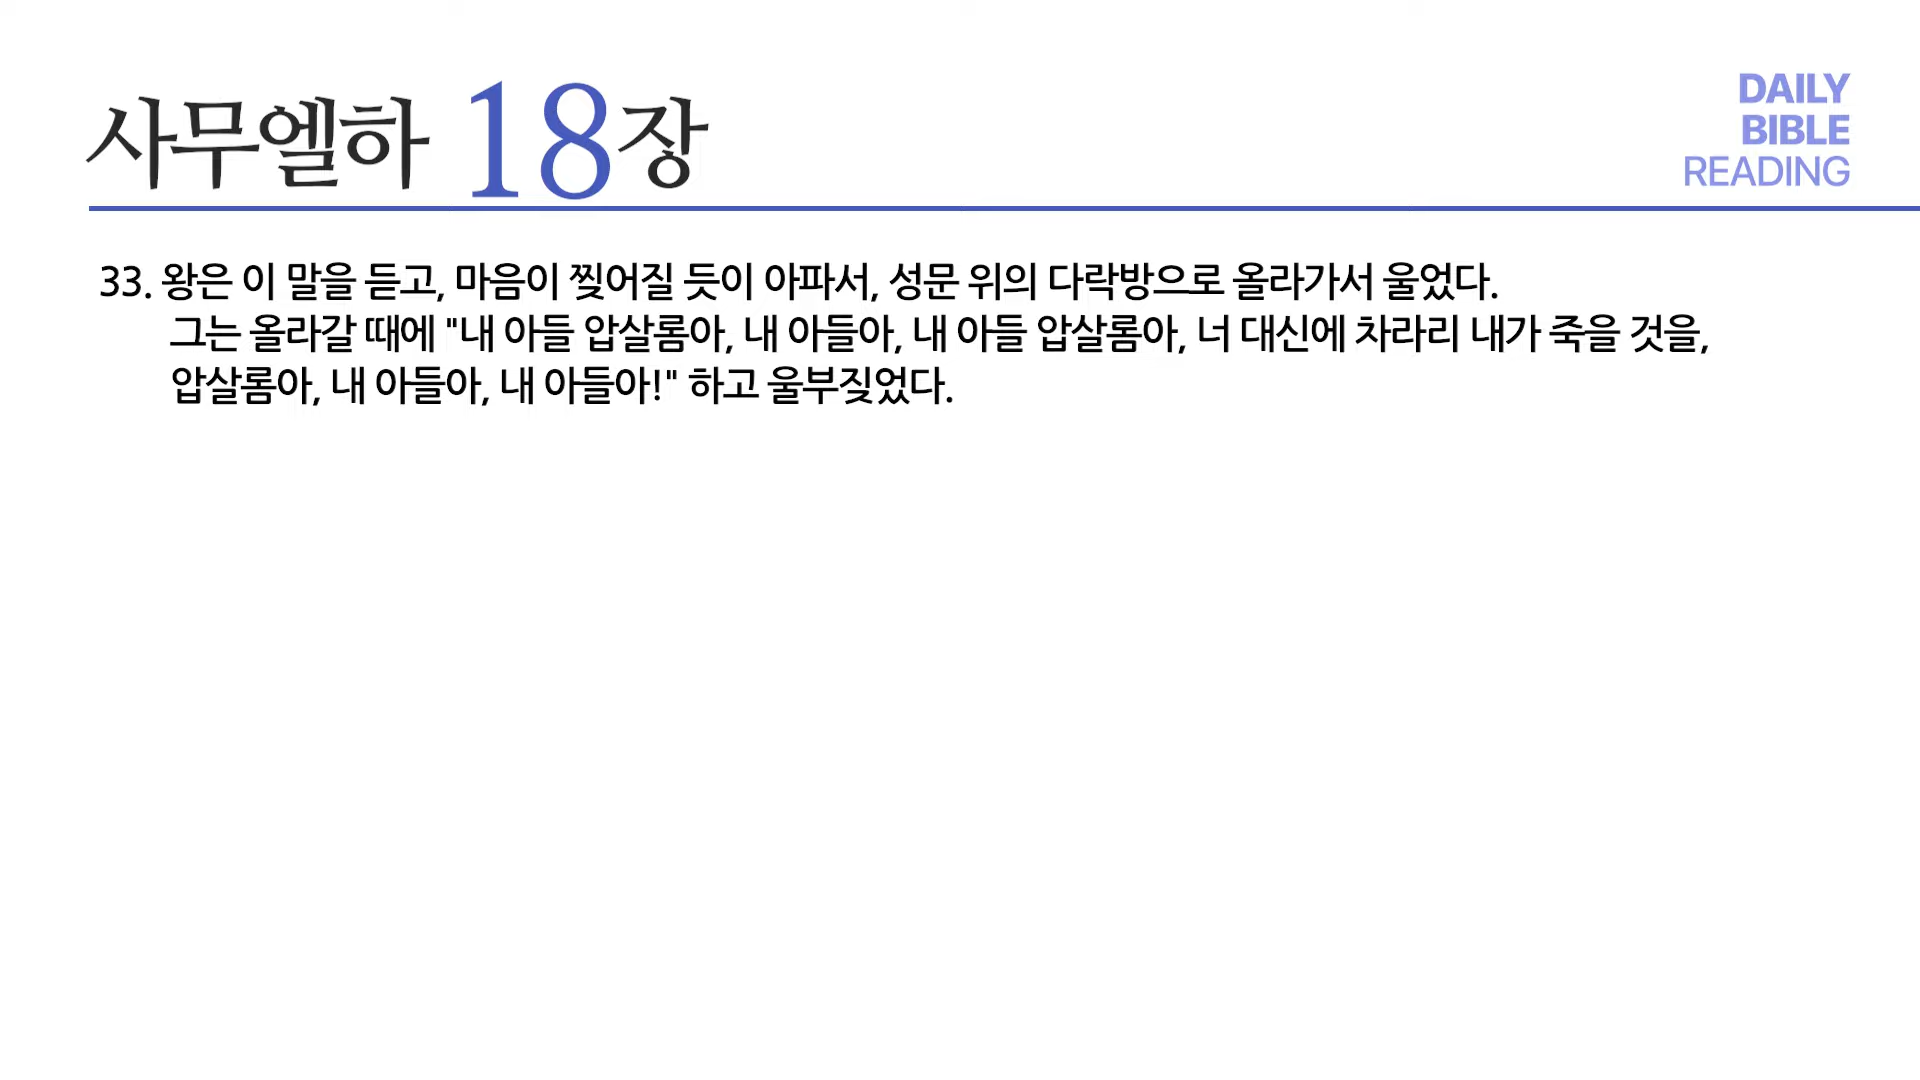 사무엘하 18장
DAILY
BIBLE
READING
33. 왕은 이 말을 듣고, 마음이 찢어질 듯이 아파서, 성문 위의 다락방으로 올라가서 울었다.
그는 올라갈 때에 "내 아들 압살롬아, 내 아들아, 내 아들 압살롬아, 너 대신에 차라리 내가 죽을 것을,
압살롬아, 내 아들아, 내 아들아!" 하고 울부짖었다.